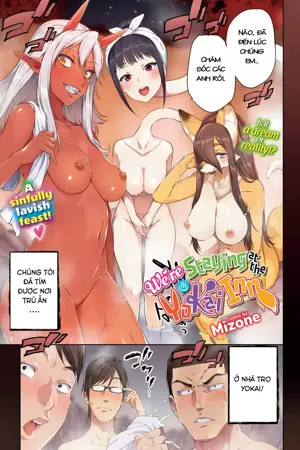 NÀO, ĐÃ
ĐẾN LÚC
CHÚNG
EM..
CHĂM
SÓC CÁC
ANH RỒI.
Is it
a dream
or
reality!?
A
sinfully
lavish
feast!
We're Staying at the
Yokai Inn
Mizone
CHÚNG TÔI
ĐÃ TÌM
ĐƯỢC NƠI
TRÚ ẨN
....
Ở NHÀ TRỌ
YOKAI!